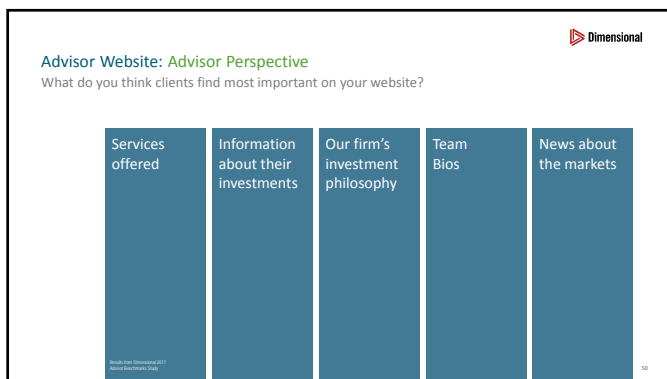 Dimensional
Advisor Website: Advisor Perspective
What do you think clients find most important on your website?
Services
offered
Information
about their
investments
Our firm's
investment
philosophy
Team
Bios
News about
the markets
Results from Dimensional 2017
Advisor Benchmarks Study
50